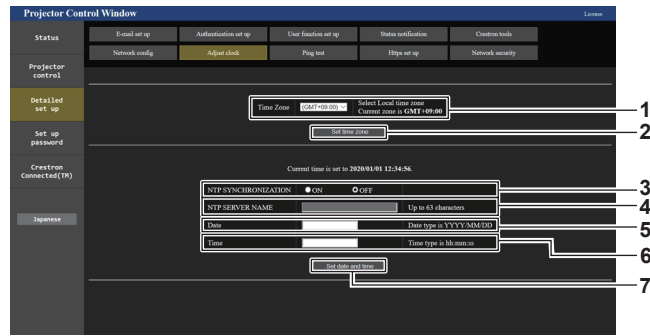 Projector Control Window
License
Status
E-mail set up
Authentication set up
User function set up
Status notification
Crestron tools
Network config
Adjust clock
Ping test
Https set up
Network security
Projector
control
Detailed
set up
Time Zone
(GMT+09:00)
Select Local time zone
Current zone is GMT+09:00
1
Set time zone
2
Set up
password
Crestron
Connected(TM)
Current time is set to 2020/01/01 12:34:56.
NTP SYNCHRONIZATION
ON
OFF
3
NTP SERVER NAME
Up to 63 characters
4
Japanese
Date
Date type is YYYY/MM/DD
5
Time
Time type is hh:mm:ss
6
Set date and time
7